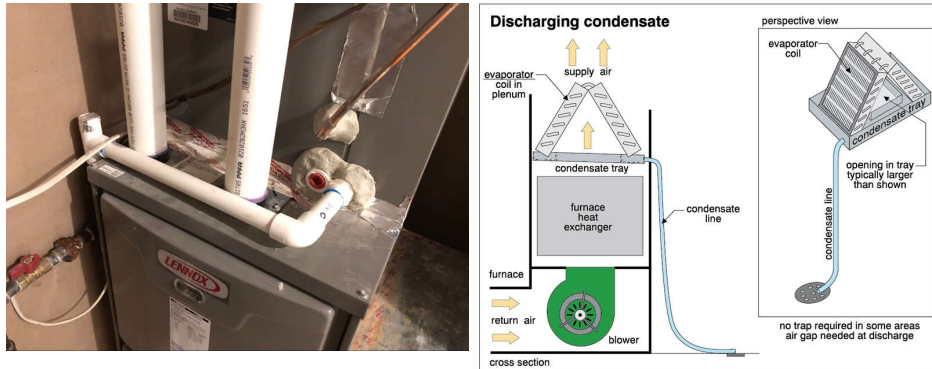 LENNOX
Discharging condensate
supply air
evaporator
coil in
plenum
condensate tray
furnace
heat
exchanger
condensate
line
furnace
return air
blower
cross section
perspective view
evaporator
coil
condensate tray
opening in tray
typically larger
than shown
condensate line
no trap required in some areas
air gap needed at discharge